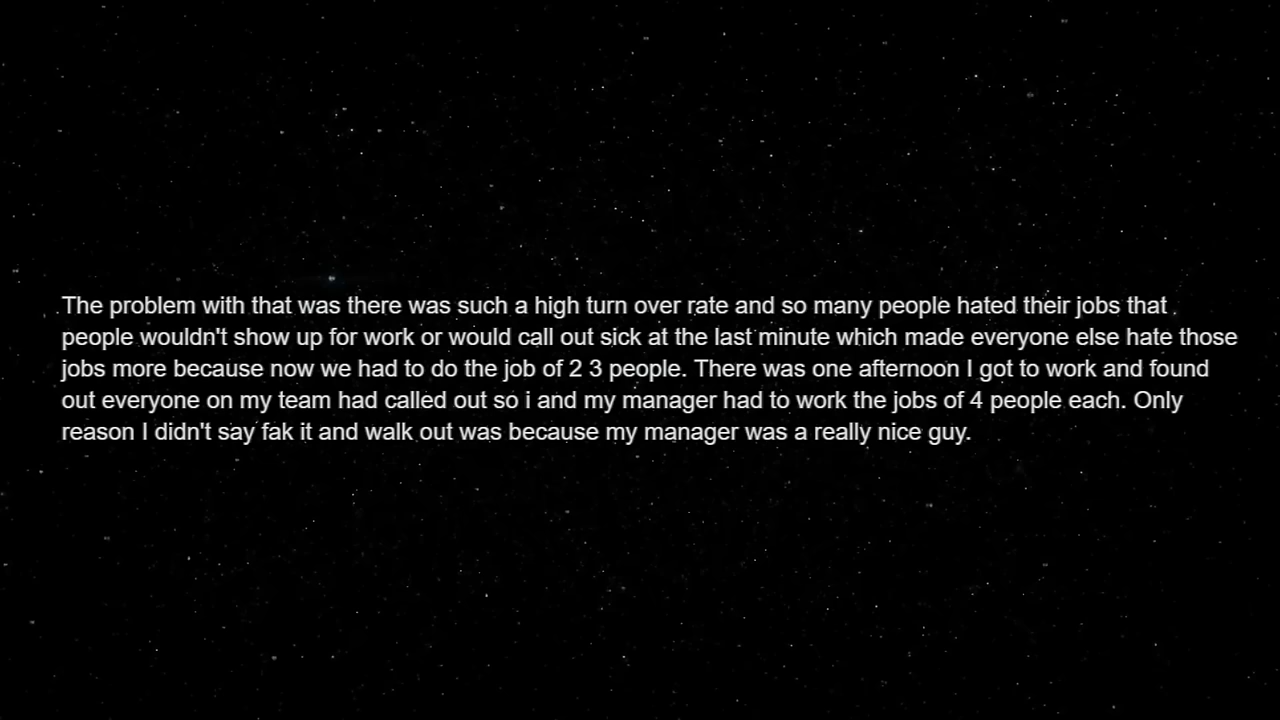 The problem with that was there was such a high turn over rate and so many people hated their jobs that
people wouldn't show up for work or would call out sick at the last minute which made everyone else hate those
jobs more because now we had to do the job of 2 3 people. There was one afternoon I got to work and found
out everyone on my team had called out so i and my manager had to work the jobs of 4 people each. Only
reason I didn't say fak it and walk out was because my manager was a really nice guy.